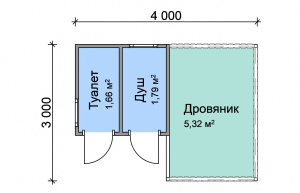 4 000
3 000
Туалет
1,66 м²
Душ
1,79 м²
Дровяник
5,32 м²